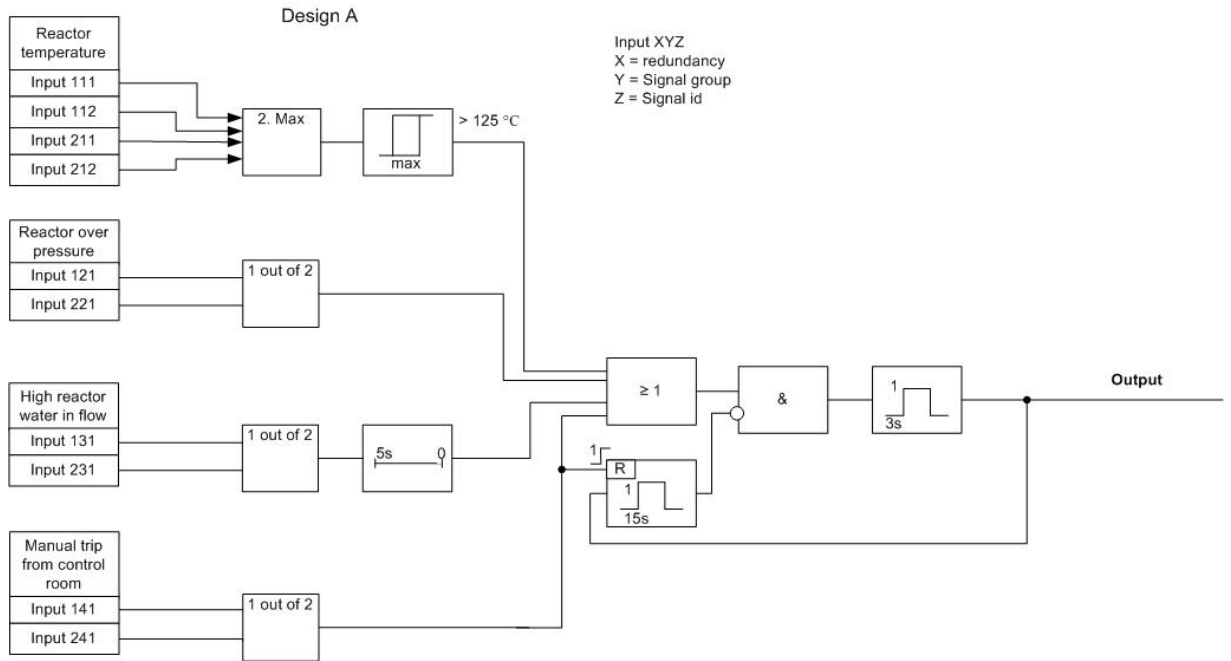 Design A
Input XYZ
X = redundancy
Y = Signal group
Z = Signal id
Reactor
temperature
Input 111
Input 112
Input 211
Input 212
2. Max
max
> 125 °C
Reactor over
pressure
Input 121
Input 221
1 out of 2
High reactor
water in flow
Input 131
Input 231
1 out of 2
5s
0
Manual trip
from control
room
Input 141
Input 241
1 out of 2
≥ 1
1
R
1
15s
&
1
3s
Output